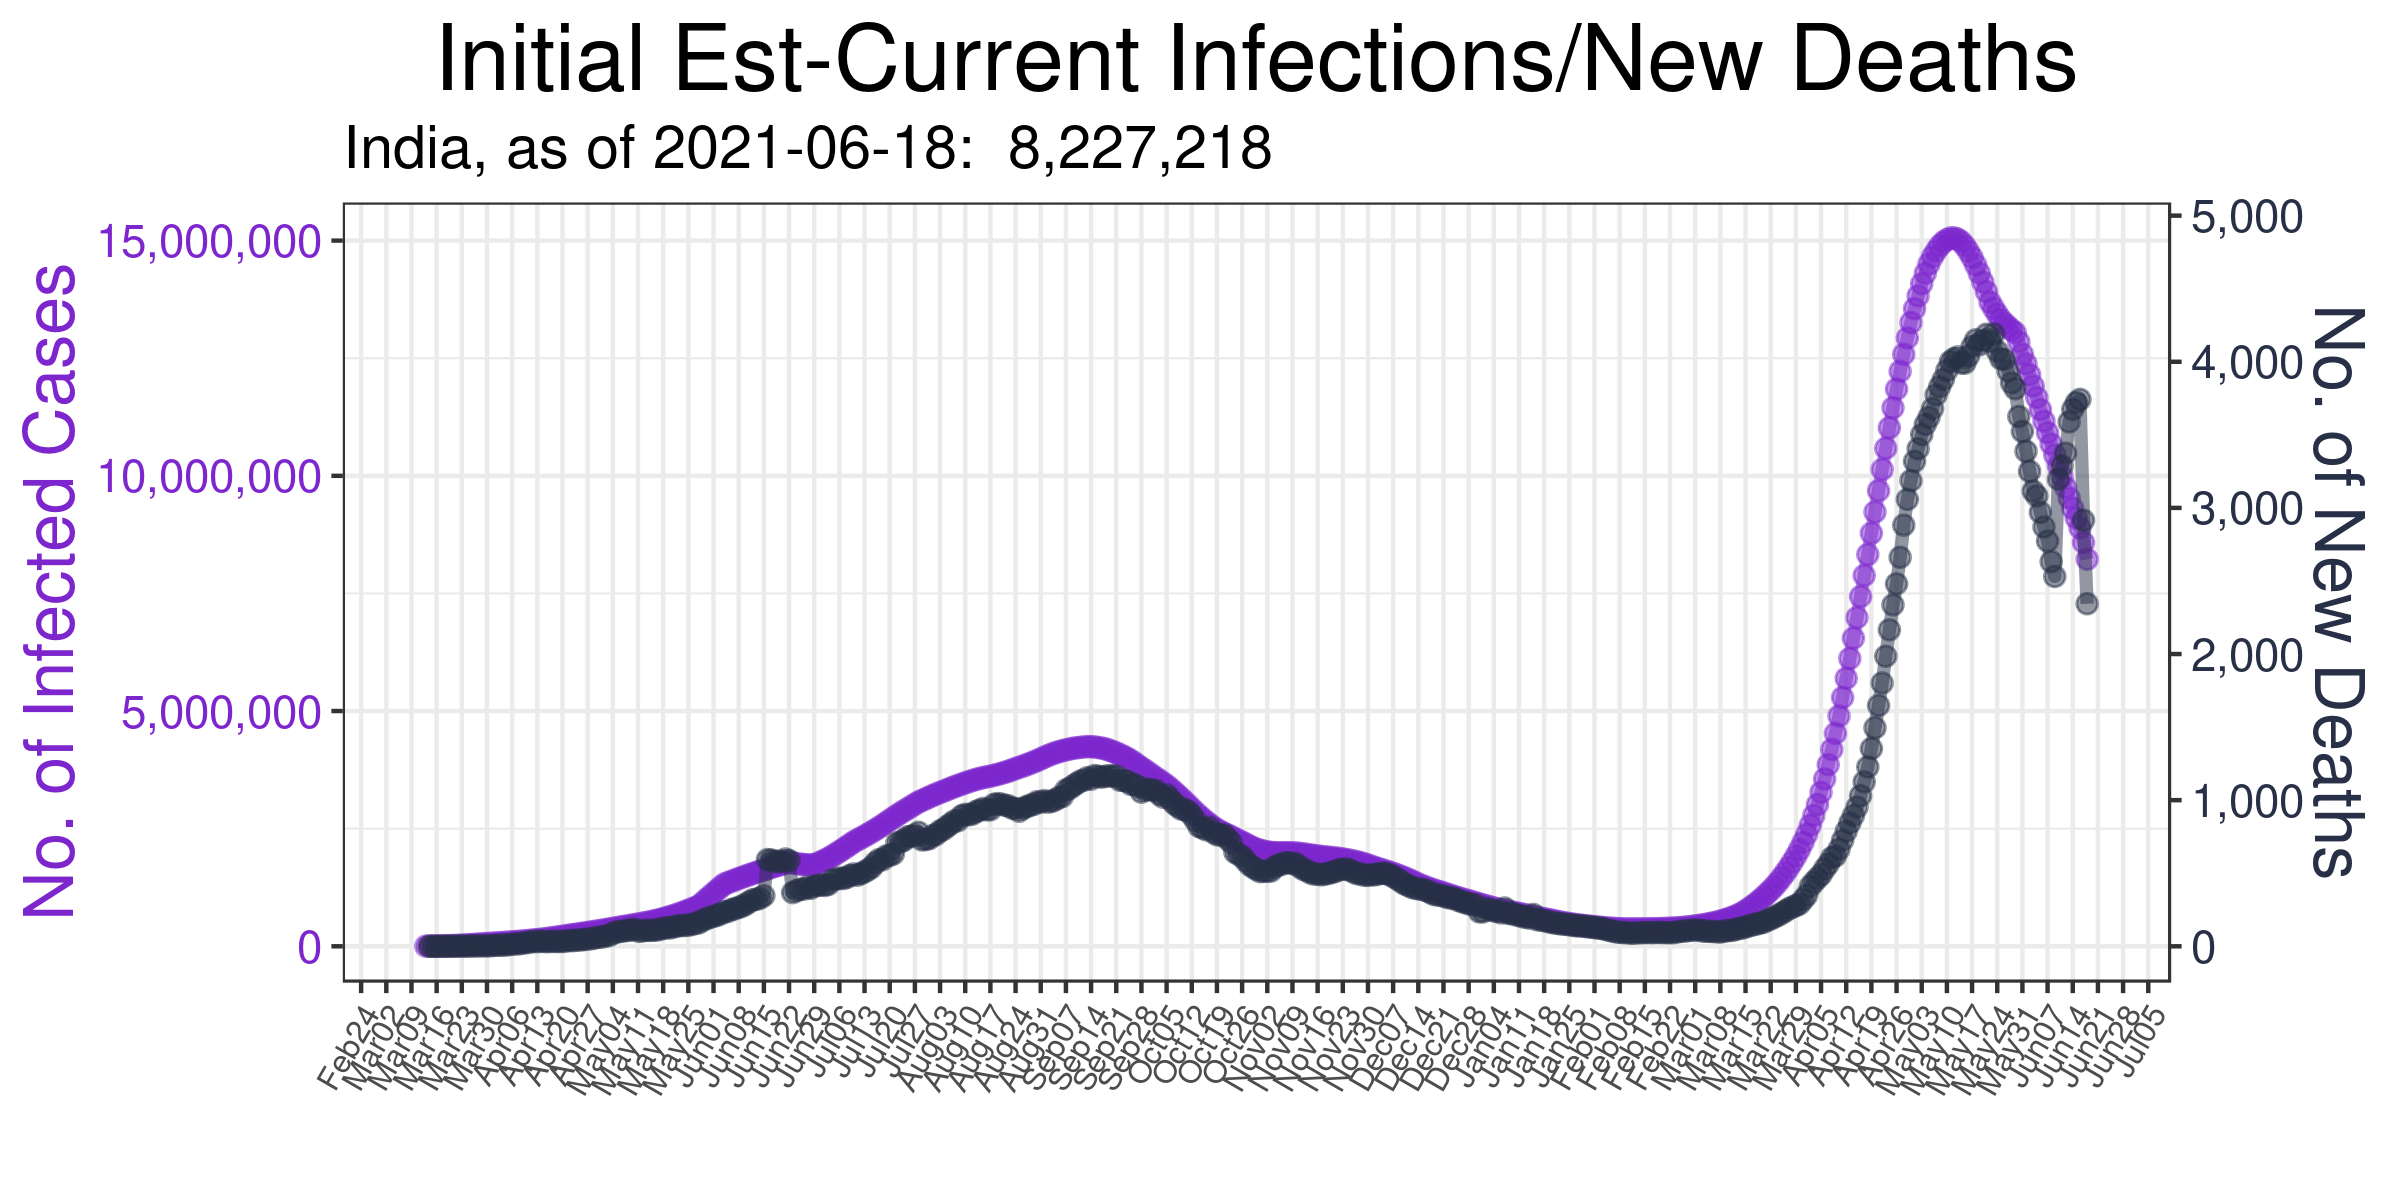 Initial Est-Current Infections/New Deaths
India, as of 2021-06-18: 8,227,218
No. of Infected Cases
15,000,000
10,000,000
5,000,000
0
5,000
4,000
3,000
2,000
1,000
0
No. of New Deaths
Feb24
Mar02
Mar09
Mar16
Mar23
Mar30
Apr06
Apr13
Apr20
Apr27
May04
May11
May18
May25
Jun01
Jun08
Jun15
Jun22
Jun29
Jul06
Jul13
Jul20
Jul27
Aug03
Aug10
Aug17
Aug24
Aug31
Sep07
Sep14
Sep21
Sep28
Oct05
Oct12
Oct19
Oct26
Nov02
Nov09
Nov16
Nov23
Nov30
Dec07
Dec14
Dec21
Dec28
Jan04
Jan11
Jan18
Jan25
Feb01
Feb08
Feb15
Feb22
Mar01
Mar08
Mar15
Mar22
Mar29
Apr05
Apr12
Apr19
Apr26
May03
May10
May17
May24
May31
Jun07
Jun14
Jun21
Jun28
Jul05